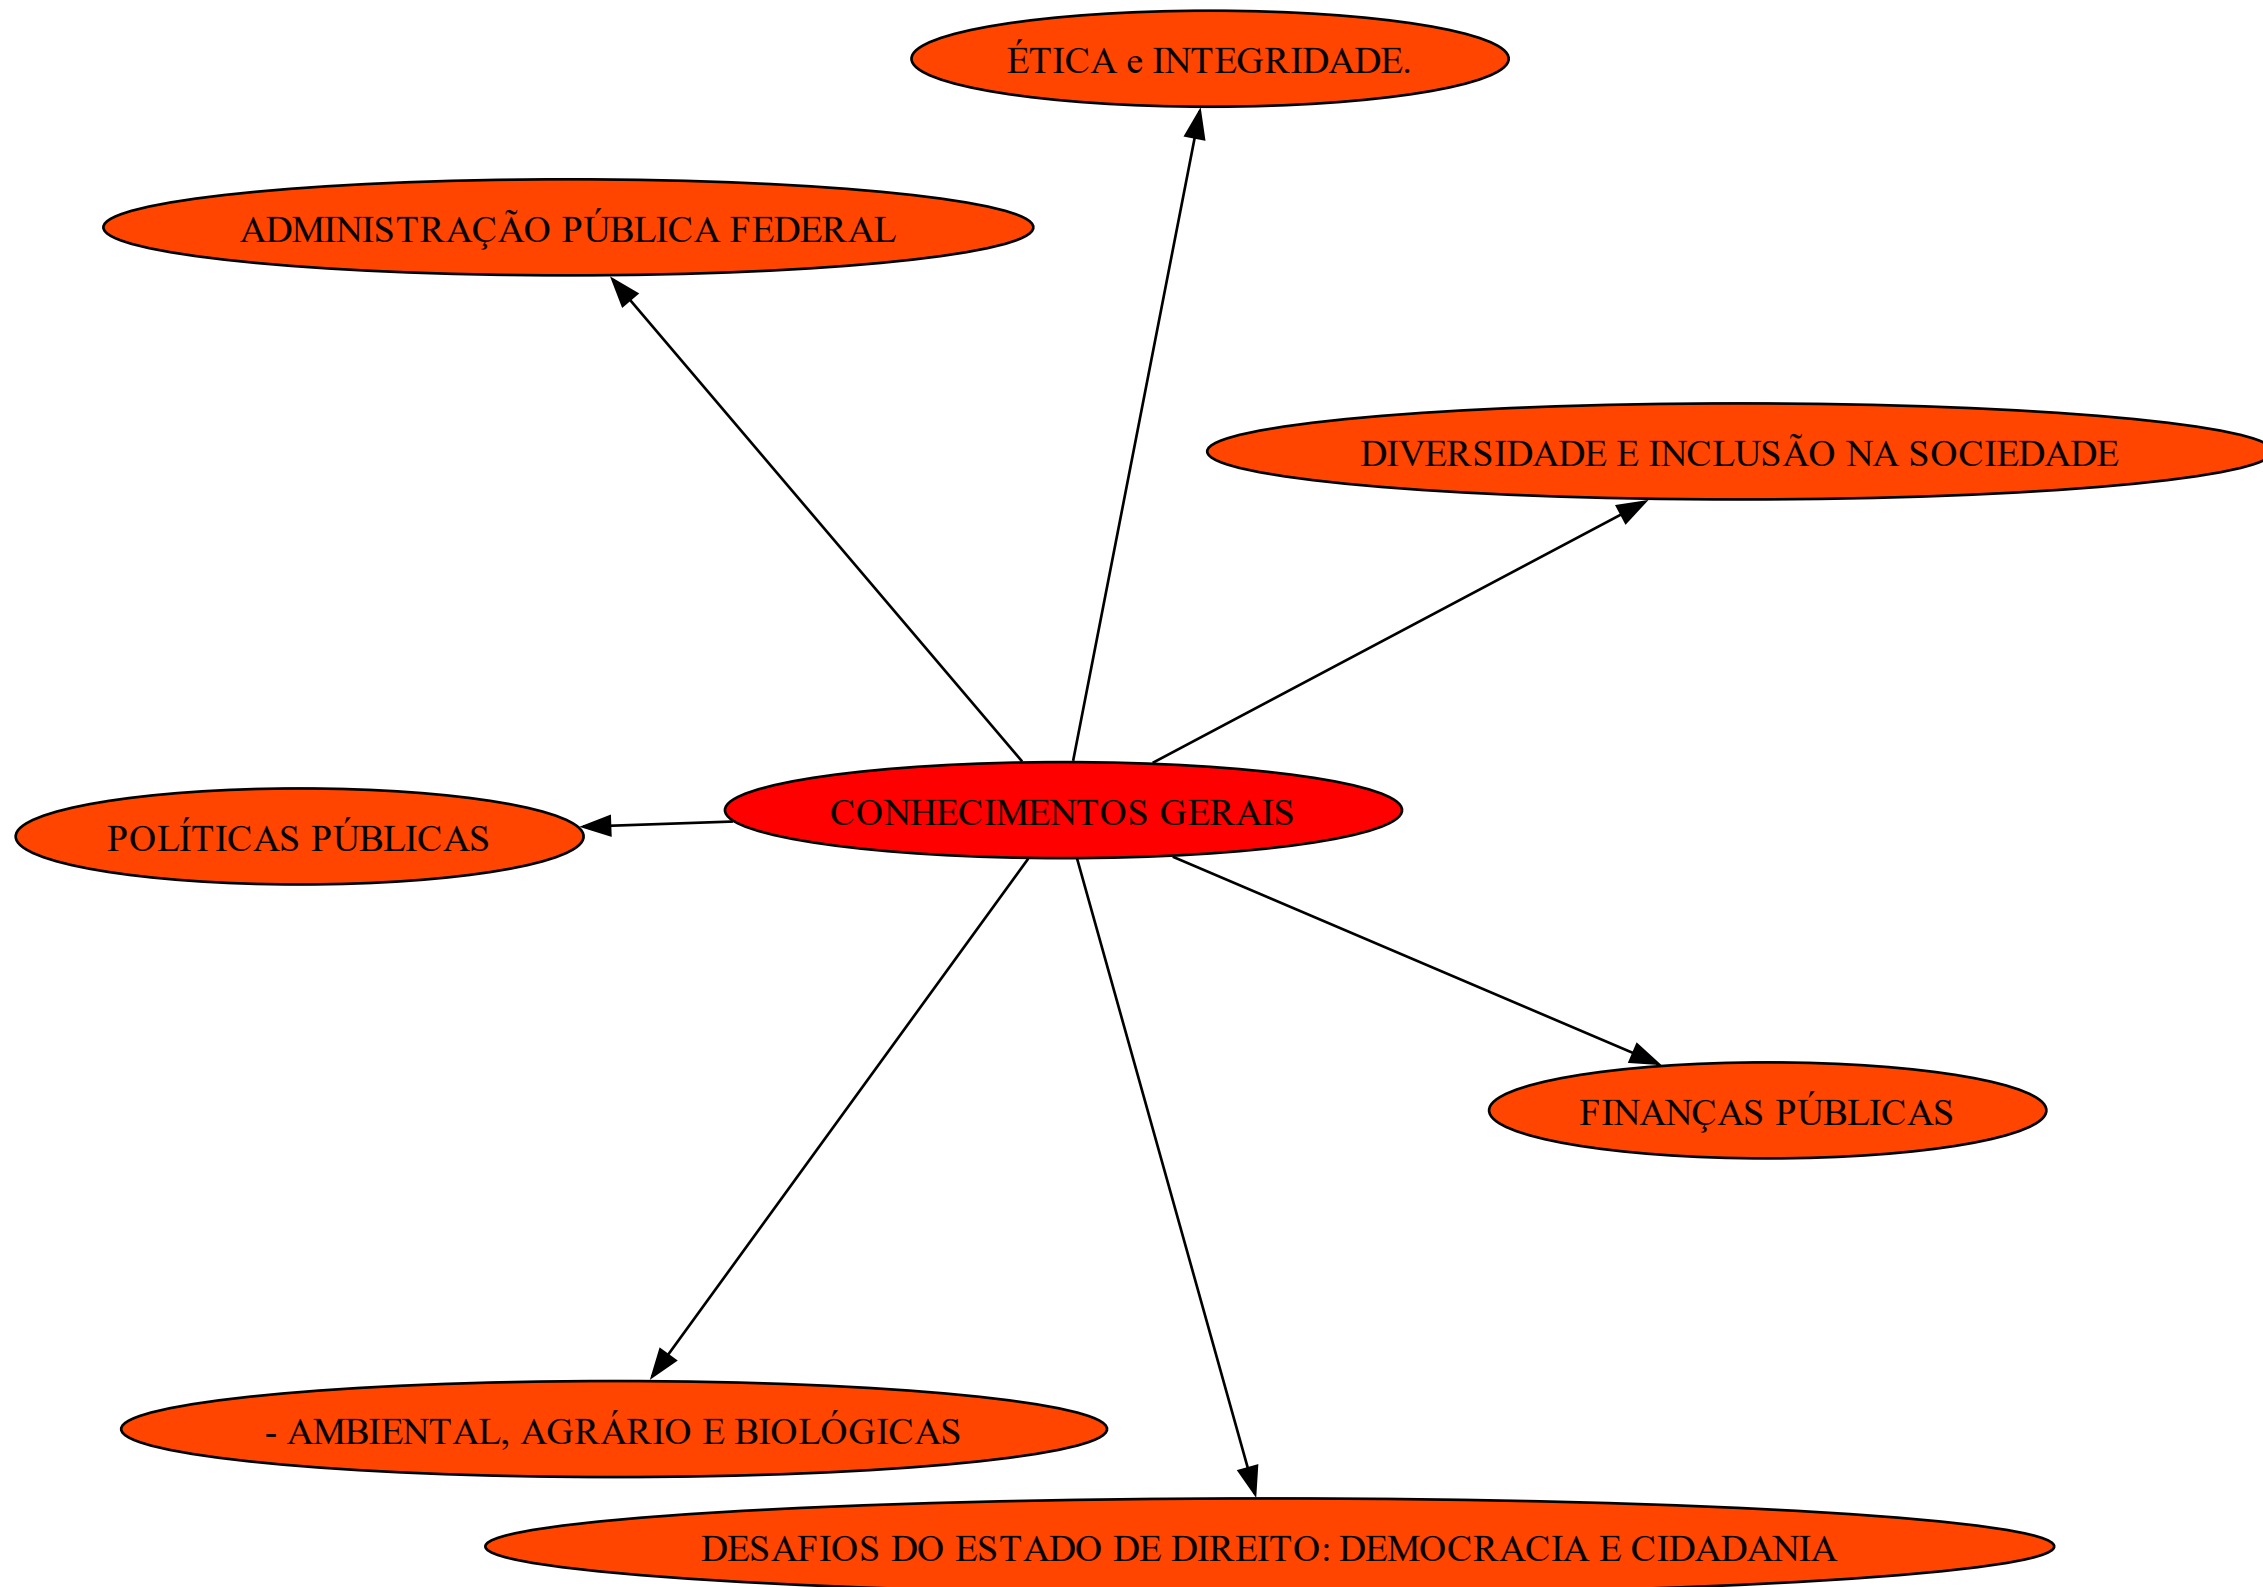 ÉTICA e INTEGRIDADE.
ADMINISTRAÇÃO PÚBLICA FEDERAL
DIVERSIDADE E INCLUSÃO NA SOCIEDADE
CONHECIMENTOS GERAIS
POLÍTICAS PÚBLICAS
FINANÇAS PÚBLICAS
- AMBIENTAL, AGRÁRIO E BIOLÓGICAS
DESAFIOS DO ESTADO DE DIREITO: DEMOCRACIA E CIDADANIA